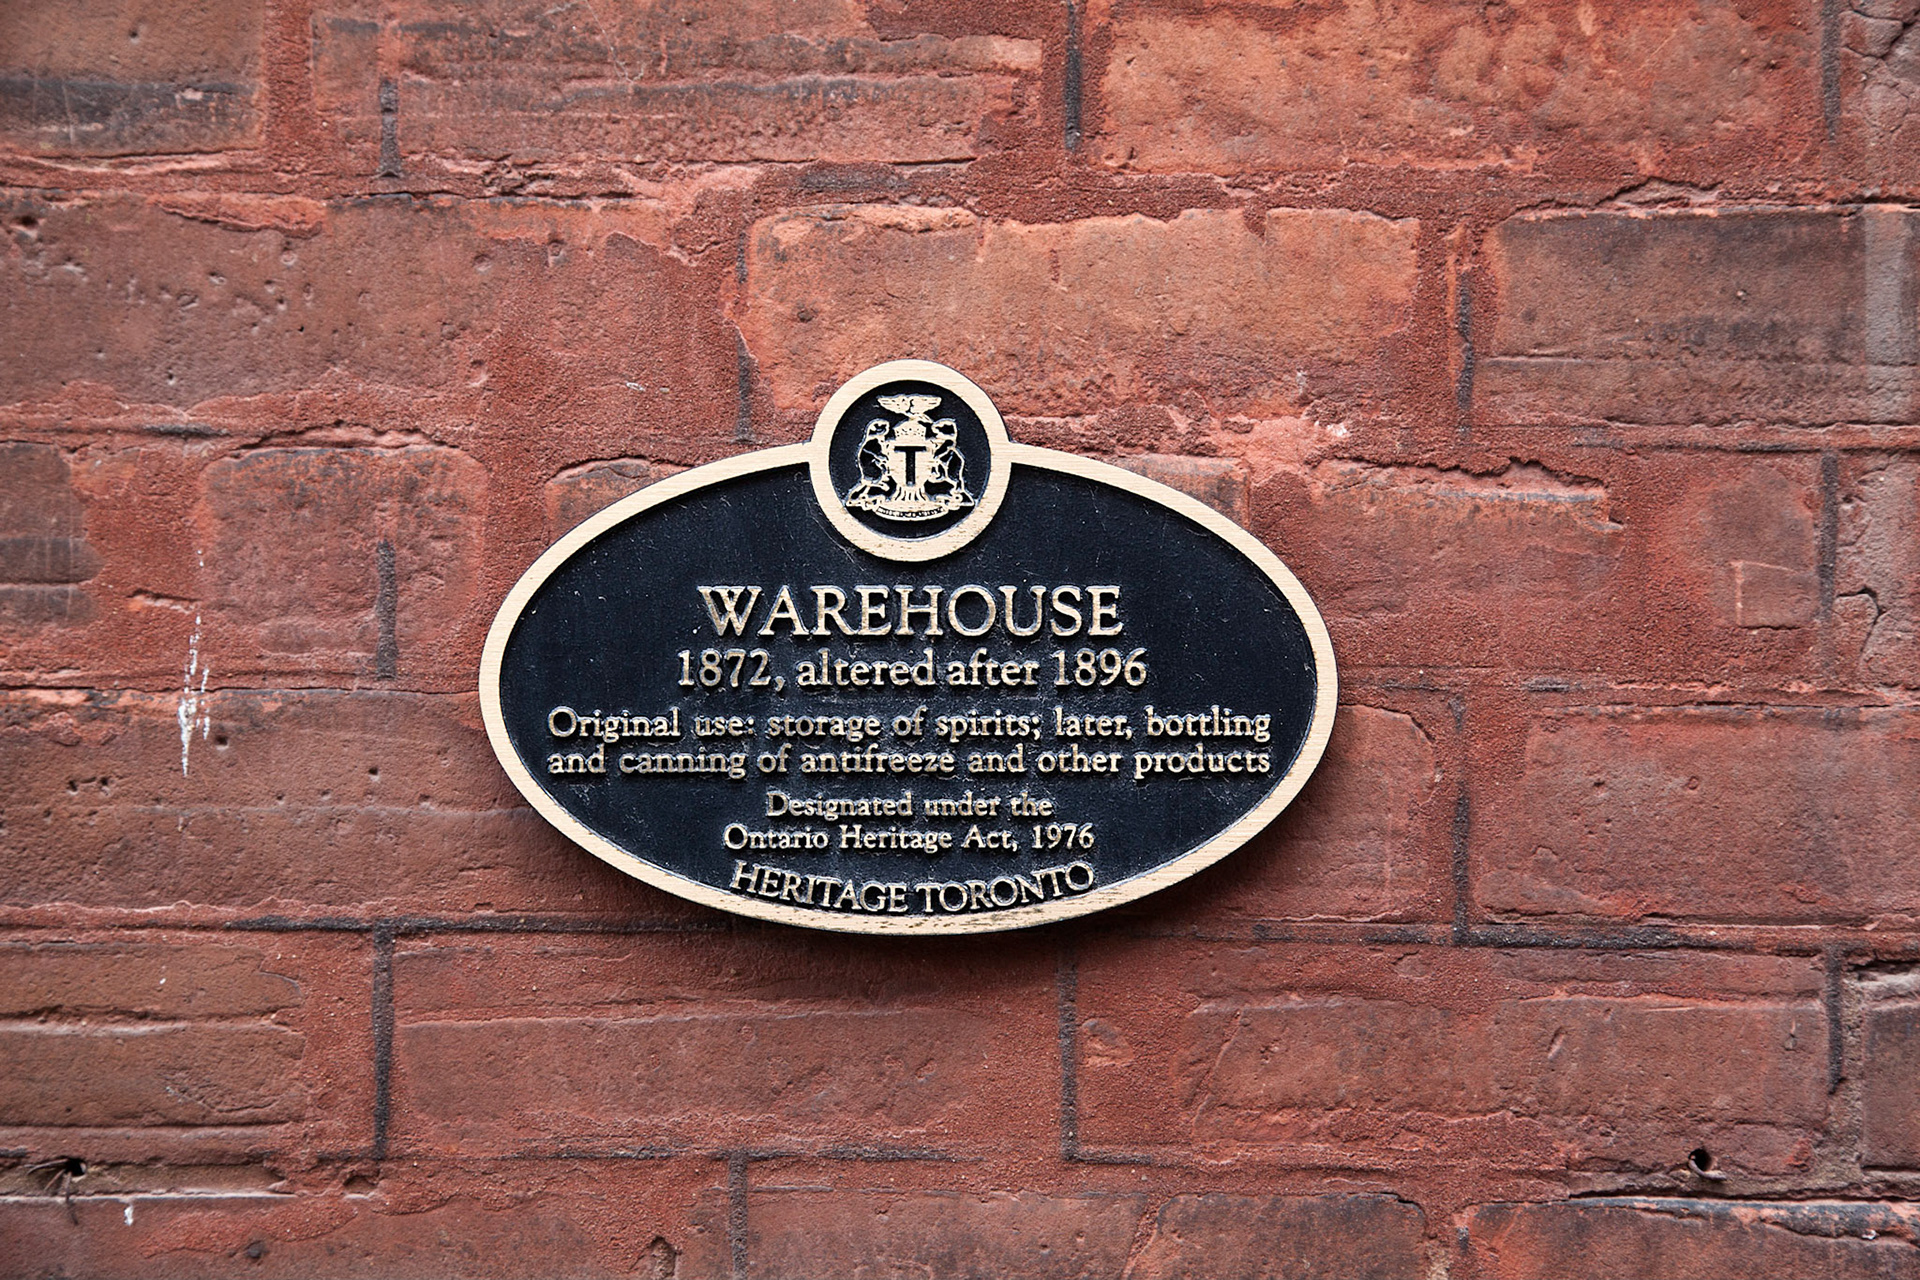 T
WAREHOUSE
1872, altered after 1896
Original use: storage of spirits; later, bottling
and canning of antifreeze and other products
Designated under the
Ontario Heritage Act, 1976
HERITAGE TORONTO